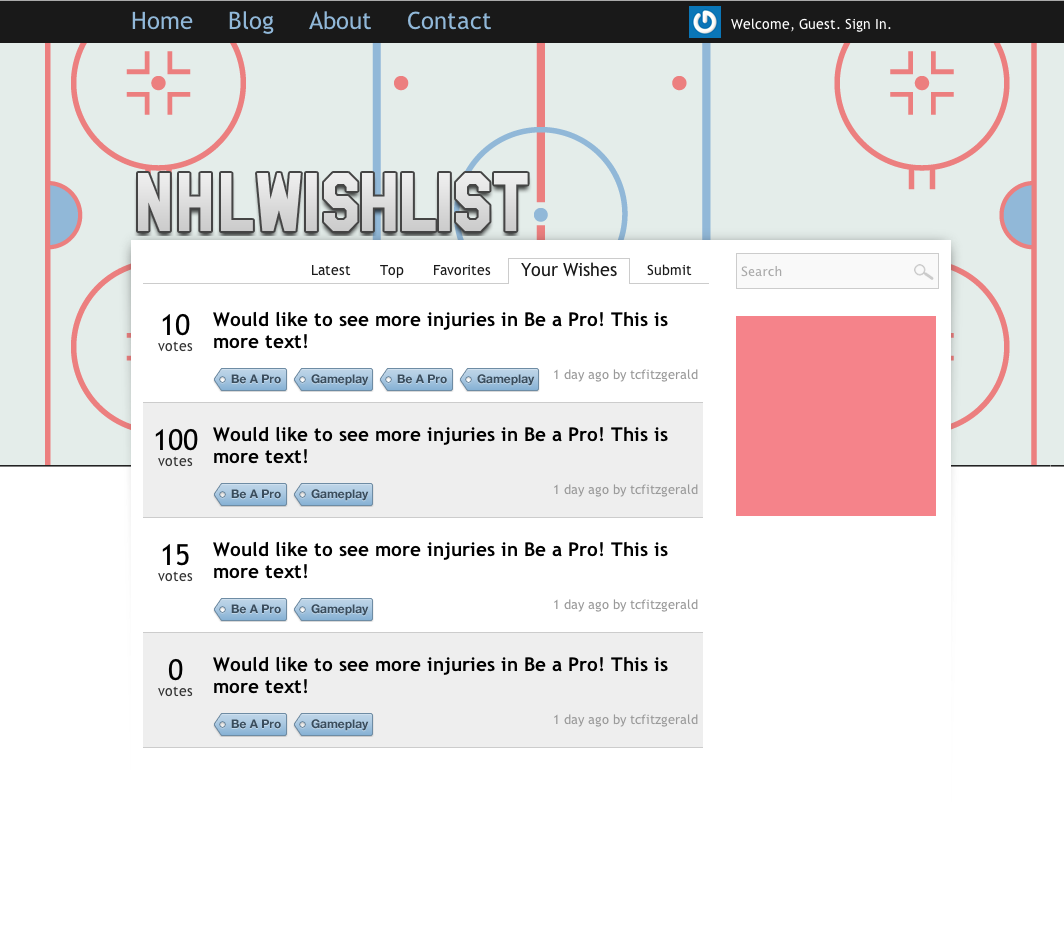 Home Blog About Contact Welcome, Guest. Sign In.
NHLWISHLIST
Latest Top Favorites Your Wishes Submit Search
10 votes
Would like to see more injuries in Be a Pro! This is
more text!
Be A Pro Gameplay Be A Pro Gameplay 1 day ago by tcfitzgerald
100 votes
Would like to see more injuries in Be a Pro! This is
more text!
Be A Pro Gameplay 1 day ago by tcfitzgerald
15 votes
Would like to see more injuries in Be a Pro! This is
more text!
Be A Pro Gameplay 1 day ago by tcfitzgerald
0 votes
Would like to see more injuries in Be a Pro! This is
more text!
Be A Pro Gameplay 1 day ago by tcfitzgerald